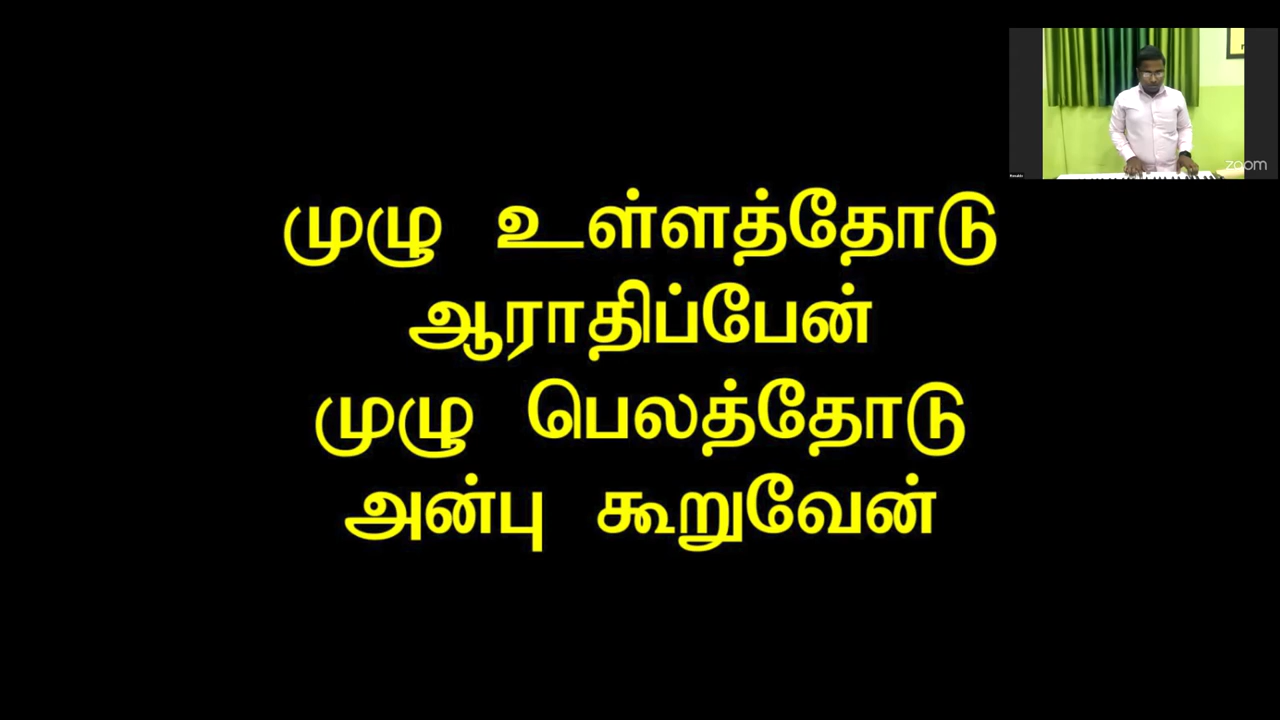 முழு உள்ளத்தோடு
ஆராதிப்பேன்
முழு பெலத்தோடு
அன்பு கூறுவேன்
zoom